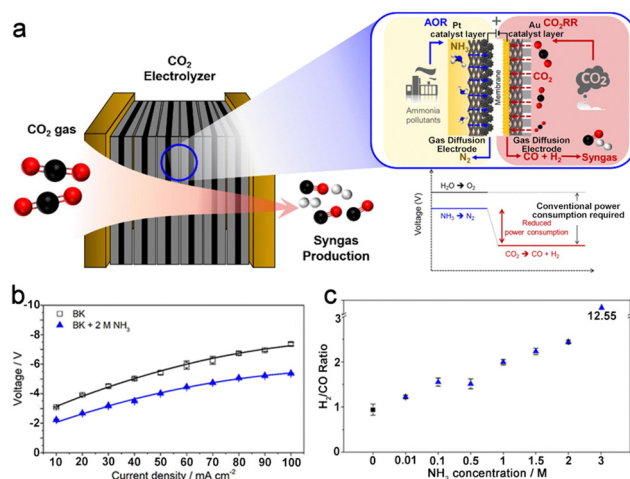 a
CO2
Electrolyzer
CO2 gas
Syngas
Production
AOR
Pt
catalyst layer
+
Au
catalyst layer
CO2RR
NH3
CO2
CO2
Ammonia
pollutants
Membrane
Gas Diffusion
Electrode
N2
Gas Diffusion
Electrode
CO + H2
Syngas
Voltage (V)
H2O → O2
NH3 → N2
Conventional power
consumption required
Reduced
power consumption
CO2 → CO + H2
b
BK
BK + 2 M NH3
Voltage / V
-10
-8
-6
-4
-2
0
10 20 30 40 50 60 70 80 90 100
Current density / mA cm-2
c
H2/CO Ratio
12.55
3
3
2
1
0
0 0.01 0.1 0.5 1 1.5 2 3
NH3 concentration / M